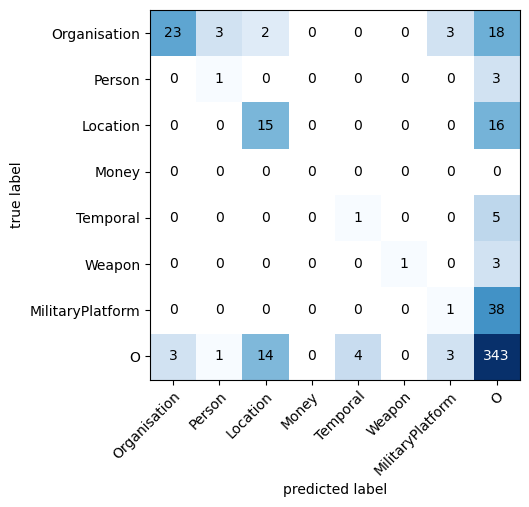 Organisation 23 3 2 0 0 0 3 18
Person 0 1 0 0 0 0 0 3
Location 0 0 15 0 0 0 0 16
Money 0 0 0 0 0 0 0 0
Temporal 0 0 0 0 1 0 0 5
Weapon 0 0 0 0 0 1 0 3
MilitaryPlatform 0 0 0 0 0 0 1 38
O 3 1 14 0 4 0 3 343
true label
Organisation Person Location Money Temporal Weapon MilitaryPlatform O
predicted label